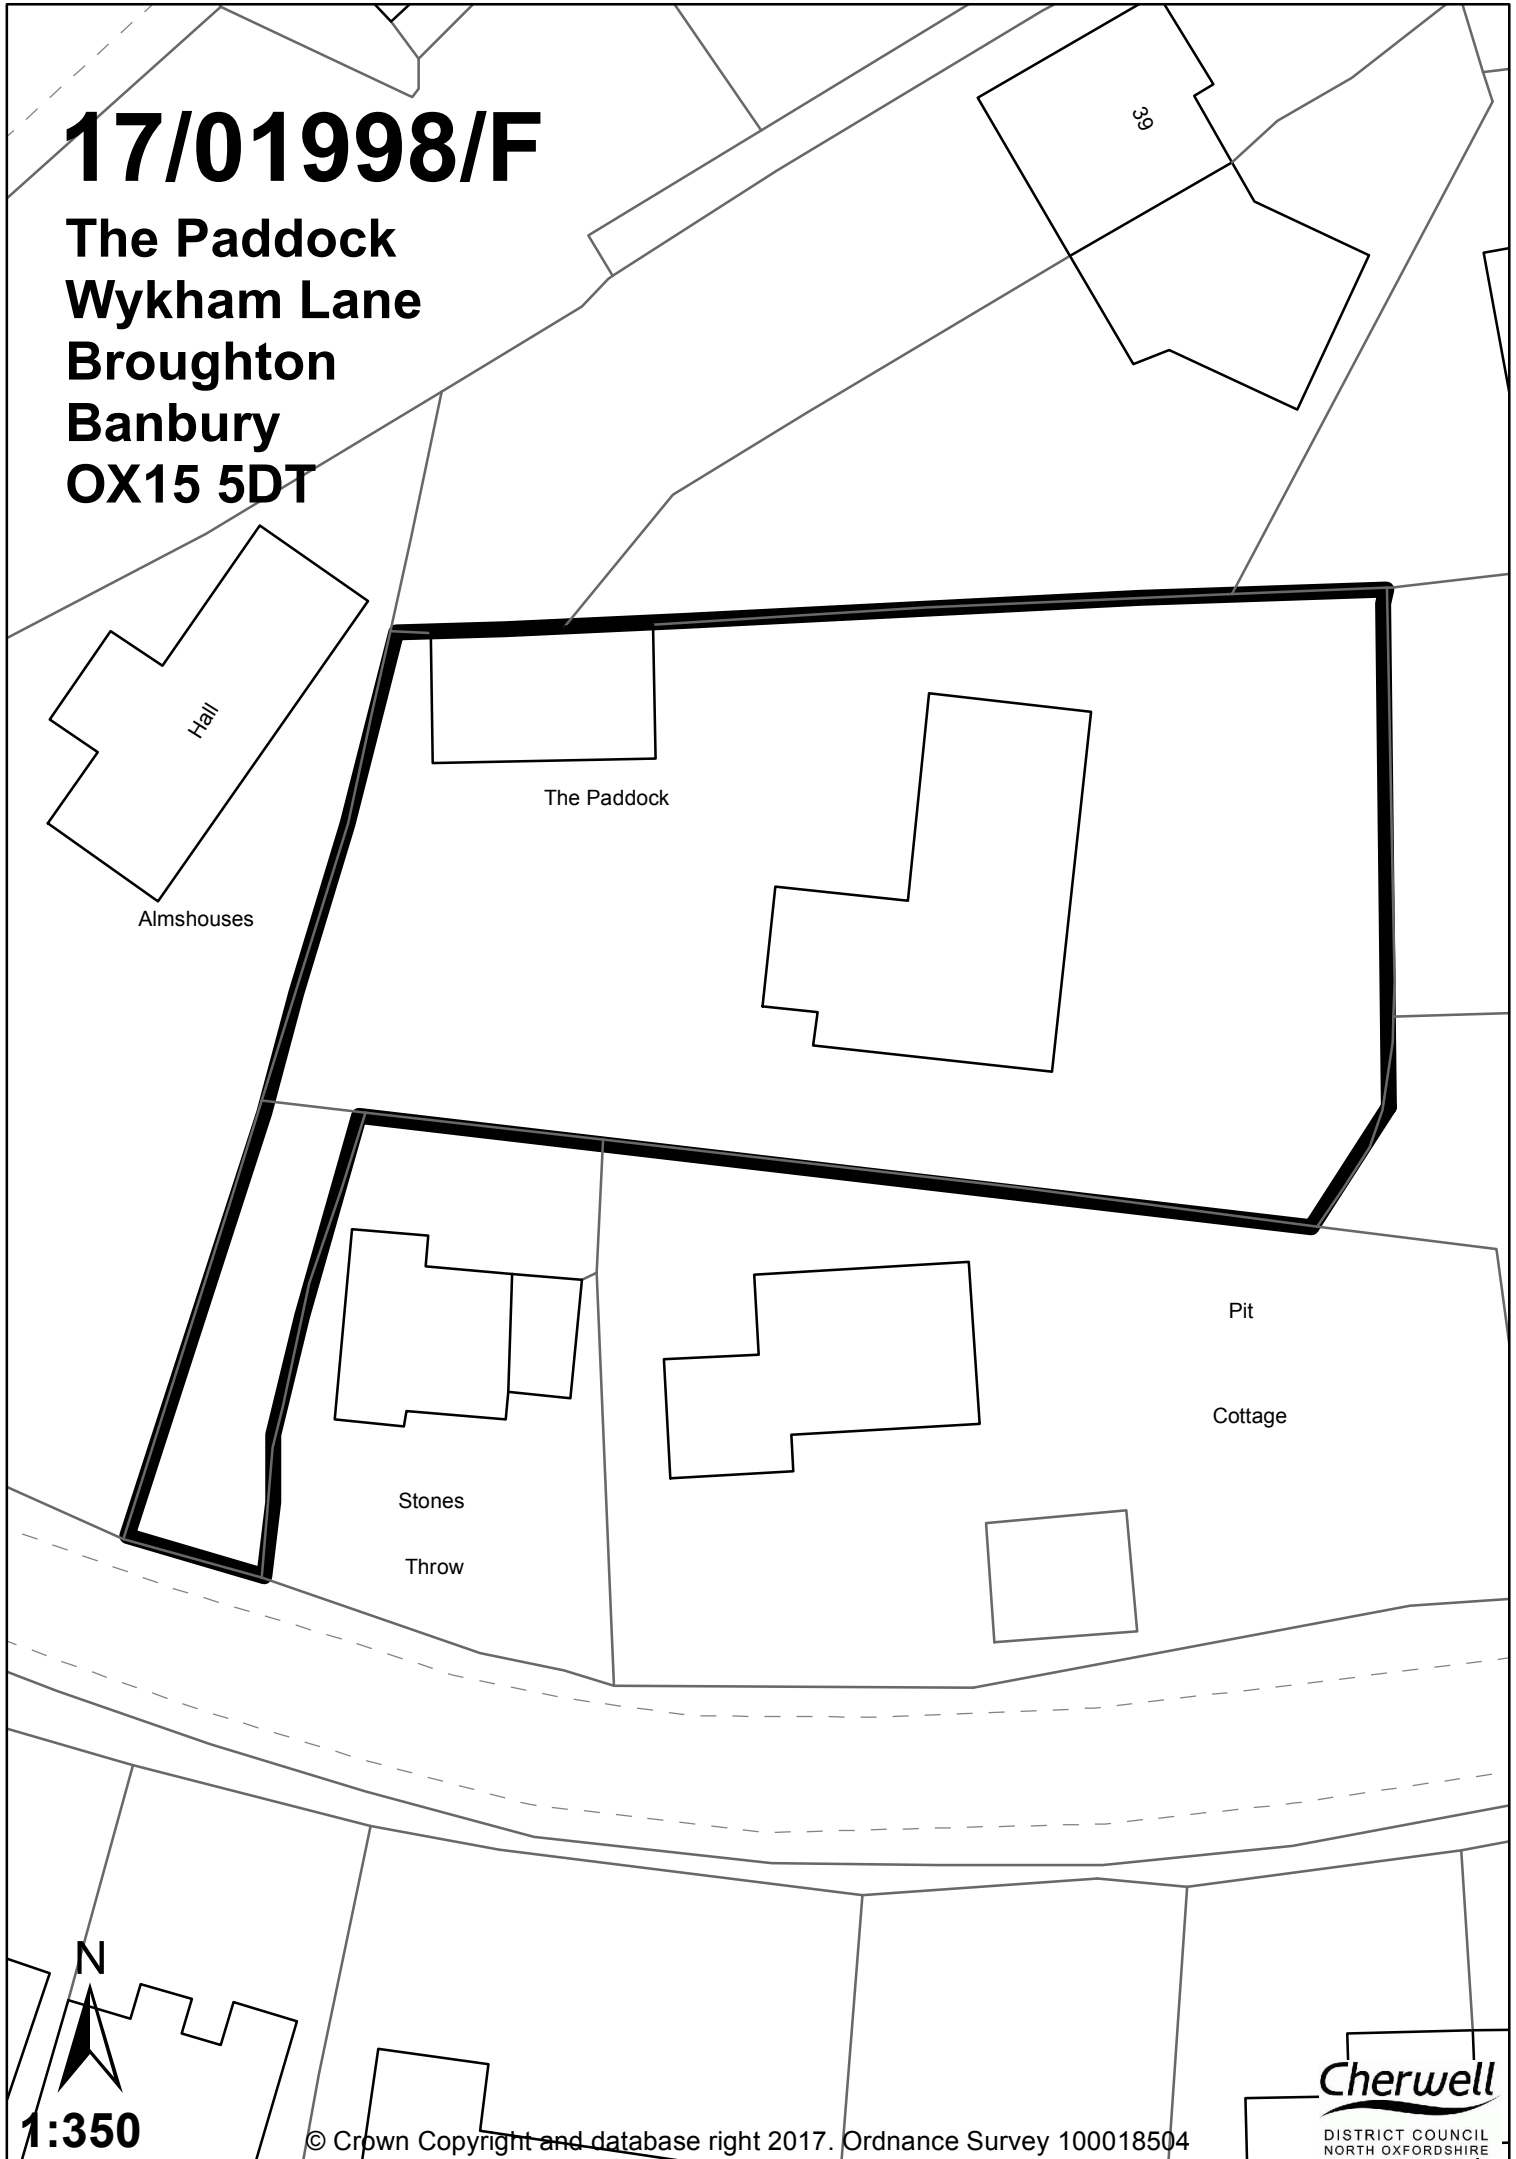 17/01998/F
The Paddock
Wykham Lane
Broughton
Banbury
OX15 5DT
39
Hall
The Paddock
Almshouses
Pit
Cottage
Stones
Throw
N
1:350
© Crown Copyright and database right 2017. Ordnance Survey 100018504
Cherwell
DISTRICT COUNCIL
NORTH OXFORDSHIRE